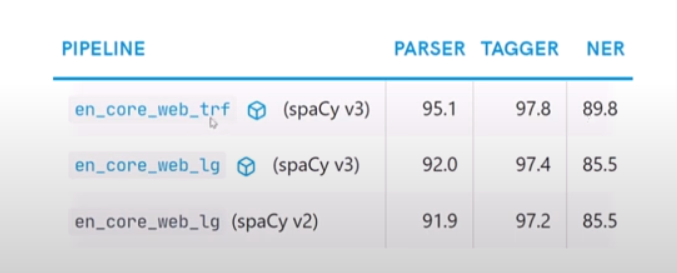 PIPELINE PARSER TAGGER NER
en_core_web_trf (spaCy v3) 95.1 97.8 89.8
en_core_web_lg (spaCy v3) 92.0 97.4 85.5
en_core_web_lg (spaCy v2) 91.9 97.2 85.5